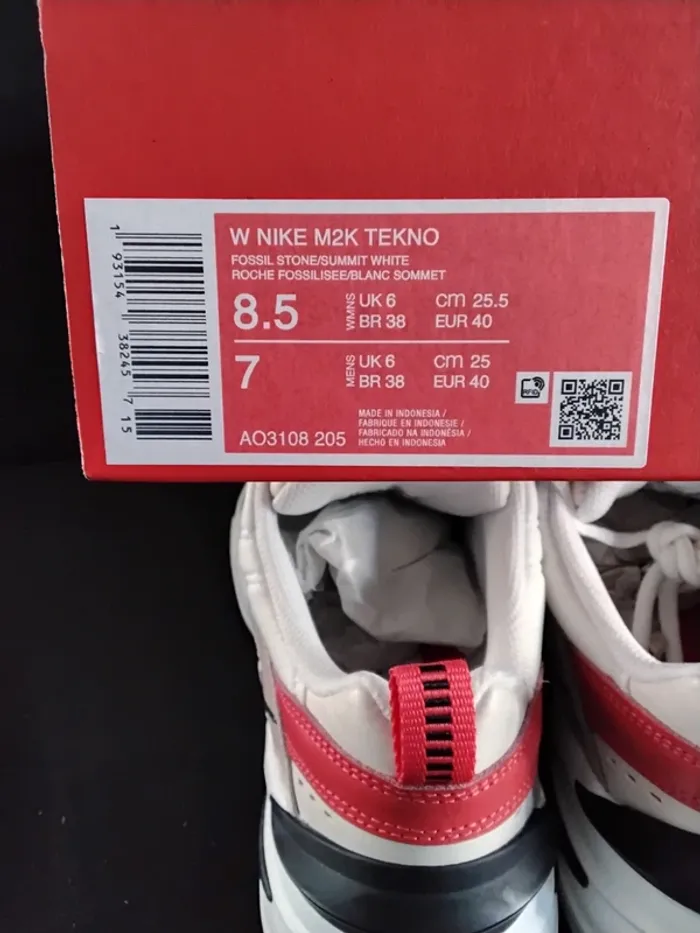 W NIKE M2K TEKNO
FOSSIL STONE/SUMMIT WHITE
ROCHE FOSSILISEE/BLANC SOMMET
8.5 WMNS UK 6 cm 25.5
BR 38 EUR 40
7 MENS UK 6 cm 25
BR 38 EUR 40
RFID
AO3108 205
MADE IN INDONESIA /
FABRIQUE EN INDONESIE /
FABRICADO NA INDONÉSIA /
HECHO EN INDONESIA
1 93154 38245 7 15